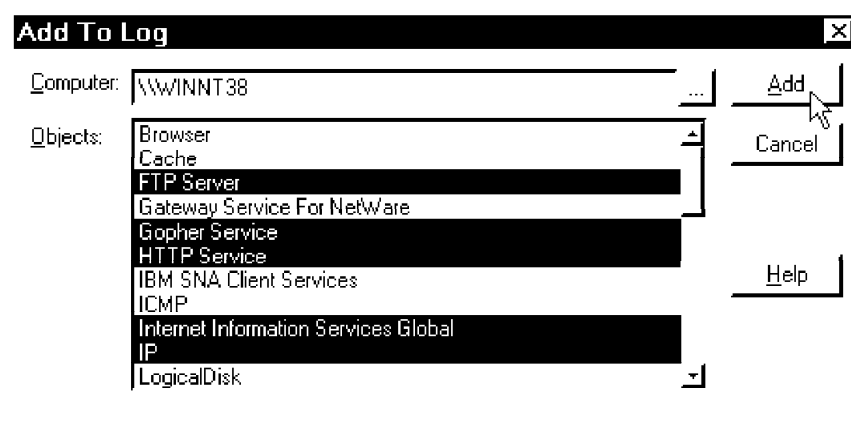 Add To Log
Computer: \\WINNT38 ... Add
Objects: Browser Cancel
Cache
FTP Server
Gateway Service For NetWare
Gopher Service
HTTP Service
IBM SNA Client Services Help
ICMP
Internet Information Services Global
IP
LogicalDisk